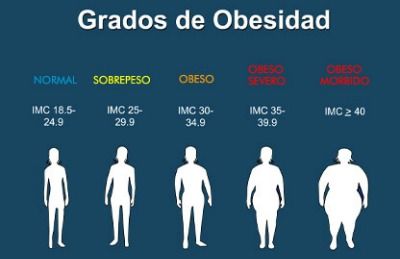 Grados de Obesidad
NORMAL
SOBREPESO
OBESO
OBESO
SEVERO
OBESO
MORBIDO
IMC 18.5-
24.9
IMC 25-
29.9
IMC 30-
34.9
IMC 35-
39.9
IMC ≥ 40